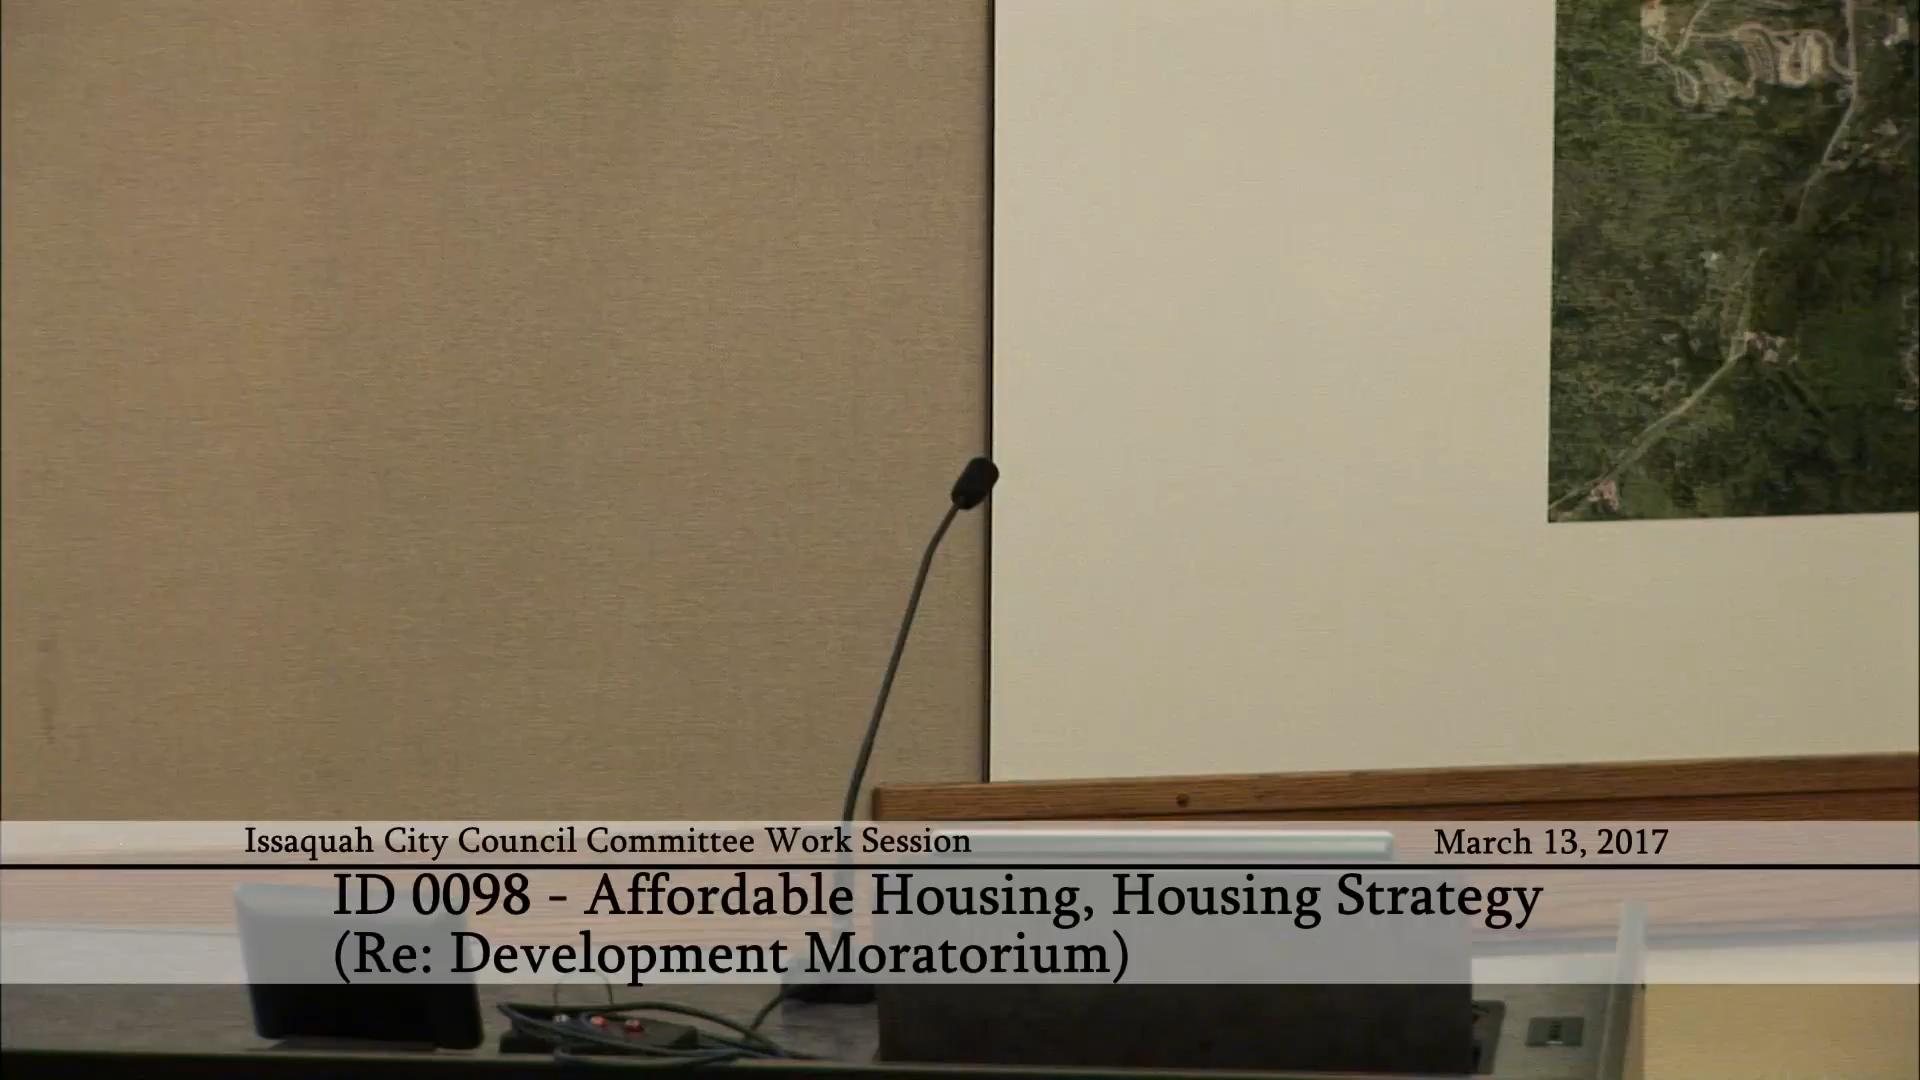 Issaquah City Council Committee Work Session
March 13, 2017
ID 0098 - Affordable Housing, Housing Strategy
(Re: Development Moratorium)